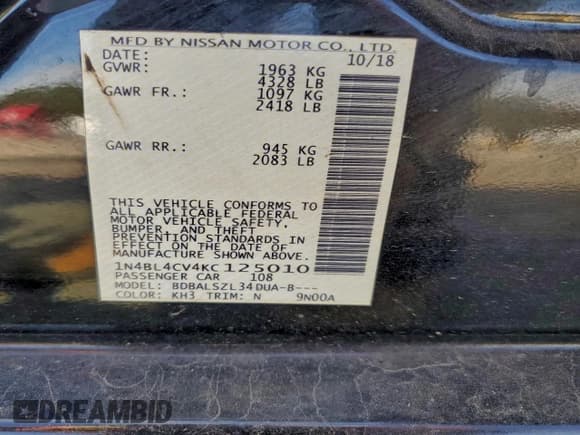 MFD BY NISSAN MOTOR CO., LTD.
DATE: 10/18
GVWR: 1963 KG
4328 LB
GAWR FR.: 1097 KG
2418 LB
GAWR RR.: 945 KG
2083 LB
THIS VEHICLE CONFORMS TO
ALL APPLICABLE FEDERAL
MOTOR VEHICLE SAFETY,
BUMPER, AND THEFT
PREVENTION STANDARDS IN
EFFECT ON THE DATE OF
MANUFACTURE SHOWN ABOVE.
1N4BL4CV4KC125010
PASSENGER CAR 108
MODEL: BDBALSZL34DUA-B---
COLOR: KH3 TRIM: N 9N00A
DREAMBID